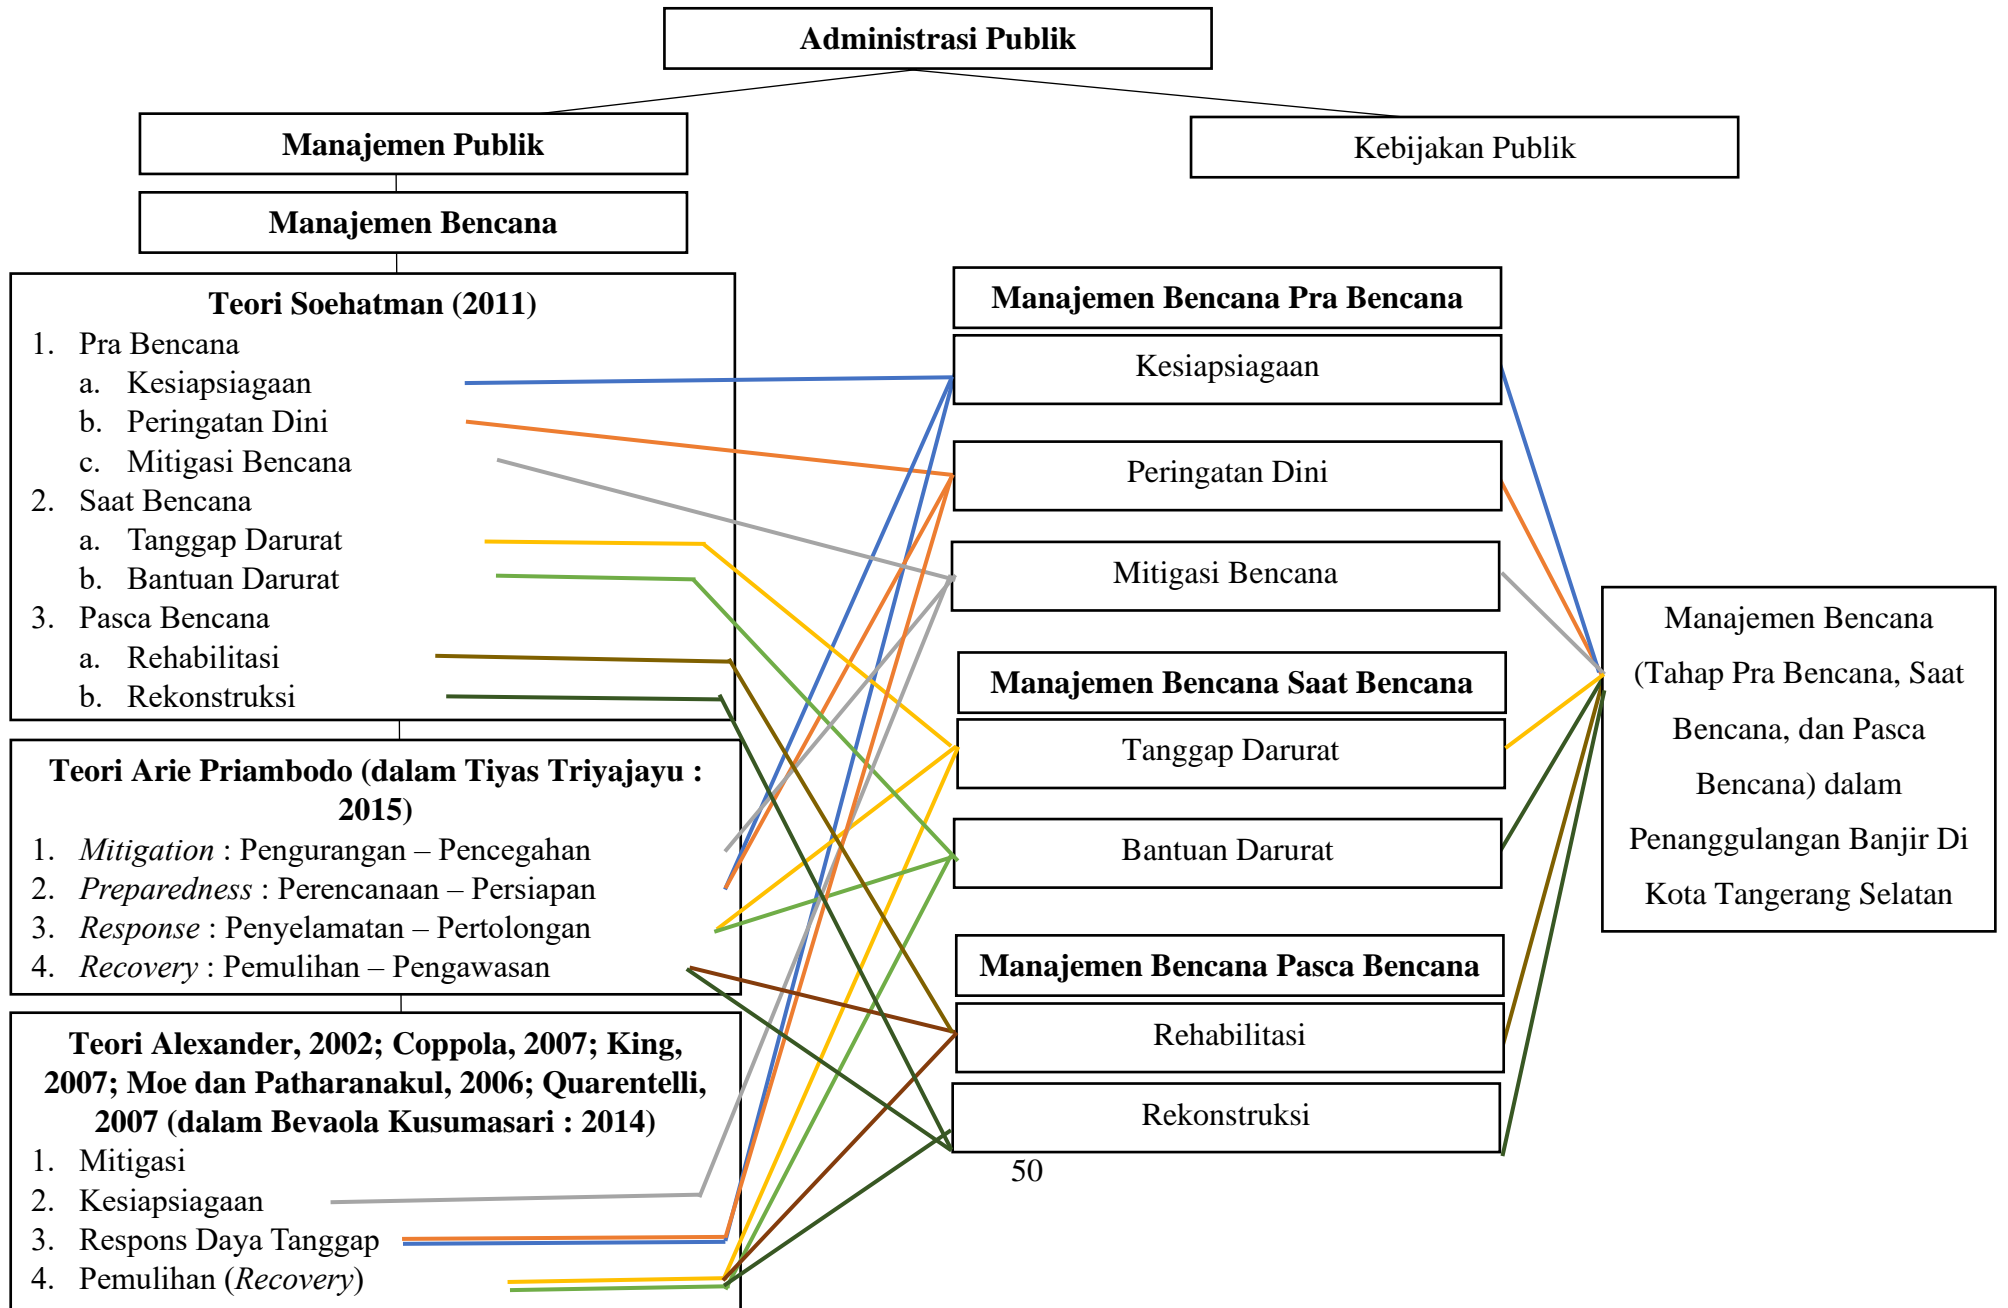 Administrasi Publik
Manajemen Publik
Kebijakan Publik
Manajemen Bencana
Teori Soehatman (2011)
1. Pra Bencana
a. Kesiapsiagaan
b. Peringatan Dini
c. Mitigasi Bencana
2. Saat Bencana
a. Tanggap Darurat
b. Bantuan Darurat
3. Pasca Bencana
a. Rehabilitasi
b. Rekonstruksi
Teori Arie Priambodo (dalam Tiyas Triyajayu :
2015)
1. Mitigation : Pengurangan – Pencegahan
2. Preparedness : Perencanaan – Persiapan
3. Response : Penyelamatan – Pertolongan
4. Recovery : Pemulihan – Pengawasan
Teori Alexander, 2002; Coppola, 2007; King,
2007; Moe dan Patharanakul, 2006; Quarentelli,
2007 (dalam Bevaola Kusumasari : 2014)
1. Mitigasi
2. Kesiapsiagaan
3. Respons Daya Tanggap
4. Pemulihan (Recovery)
Manajemen Bencana Pra Bencana
Kesiapsiagaan
Peringatan Dini
Mitigasi Bencana
Manajemen Bencana Saat Bencana
Tanggap Darurat
Bantuan Darurat
Manajemen Bencana Pasca Bencana
Rehabilitasi
Rekonstruksi
50
Manajemen Bencana
(Tahap Pra Bencana, Saat
Bencana, dan Pasca
Bencana) dalam
Penanggulangan Banjir Di
Kota Tangerang Selatan